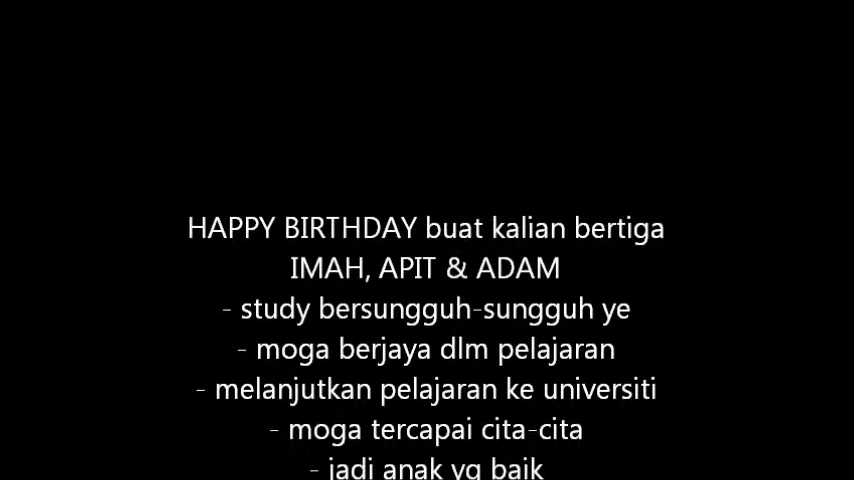 HAPPY BIRTHDAY buat kalian bertiga
IMAH, APIT & ADAM
- study bersungguh-sungguh ye
- moga berjaya dlm pelajaran
- melanjutkan pelajaran ke universiti
- moga tercapai cita-cita
- jadi anak yg baik